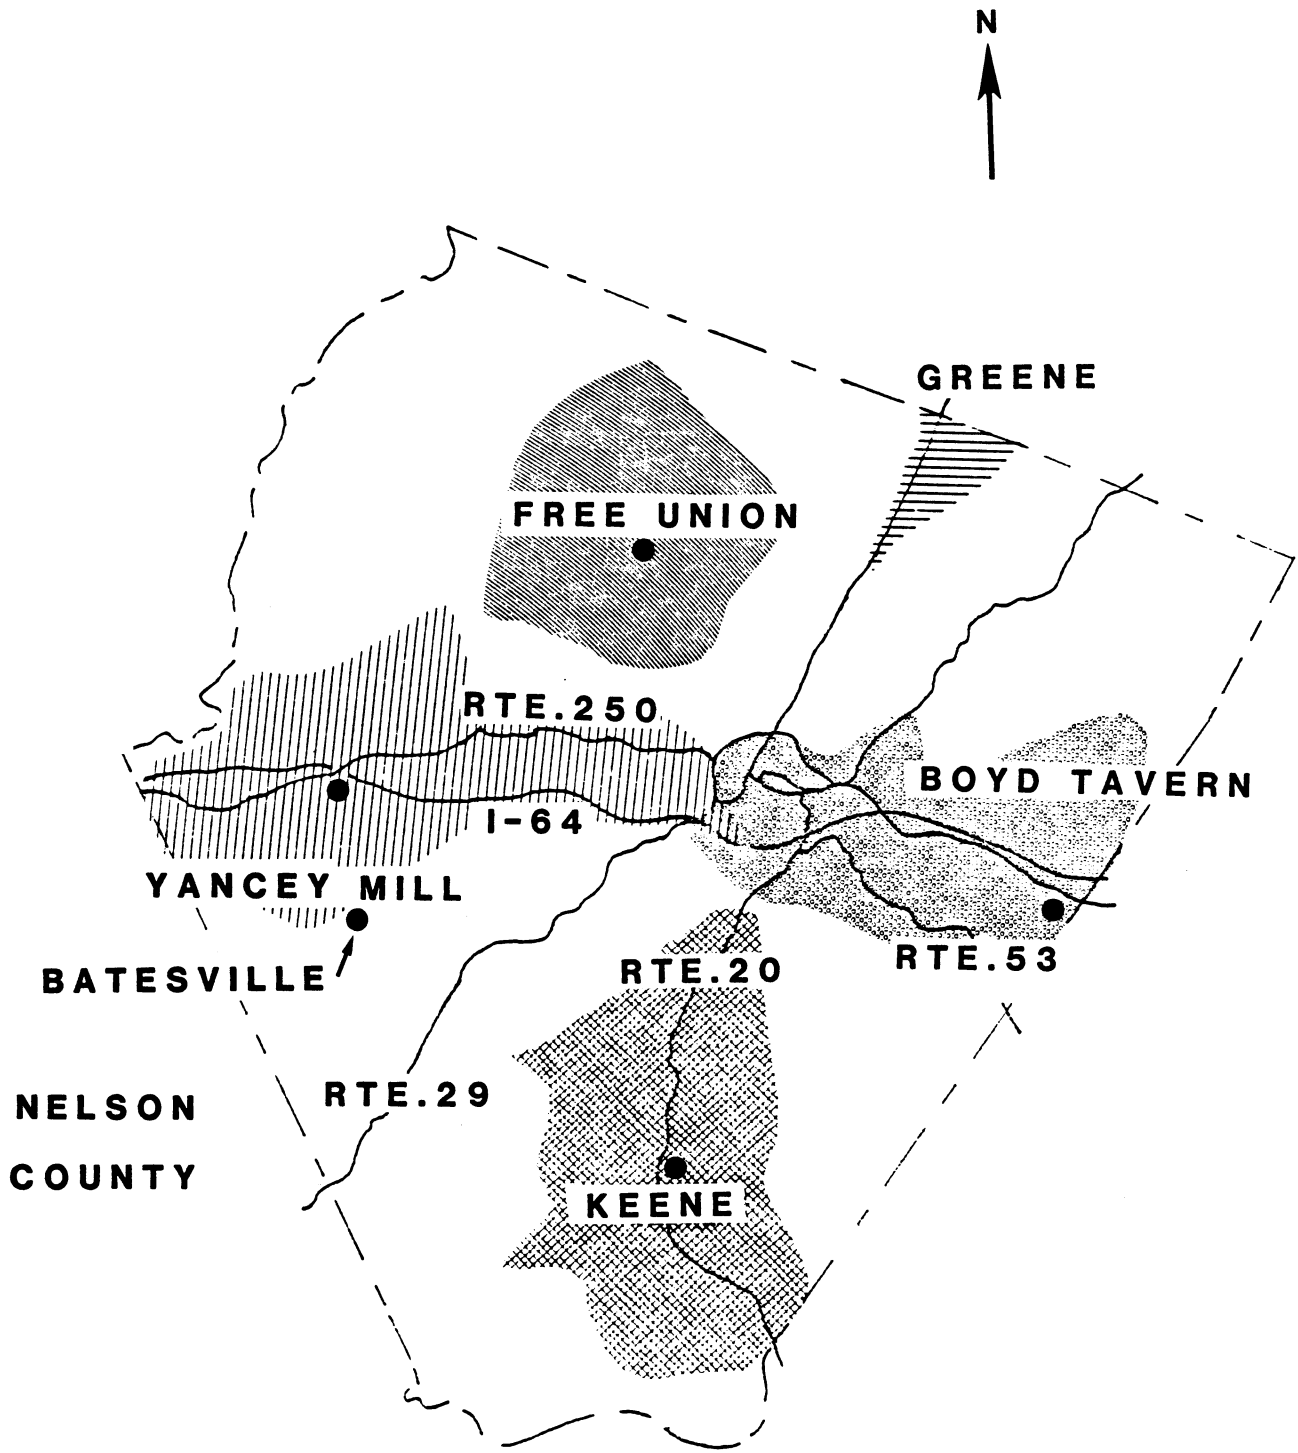 N
GREENE
FREE UNION
RTE.250
BOYD TAVERN
I-64
YANCEY MILL
RTE.53
RTE.20
BATESVILLE
RTE.29
NELSON
COUNTY
KEENE